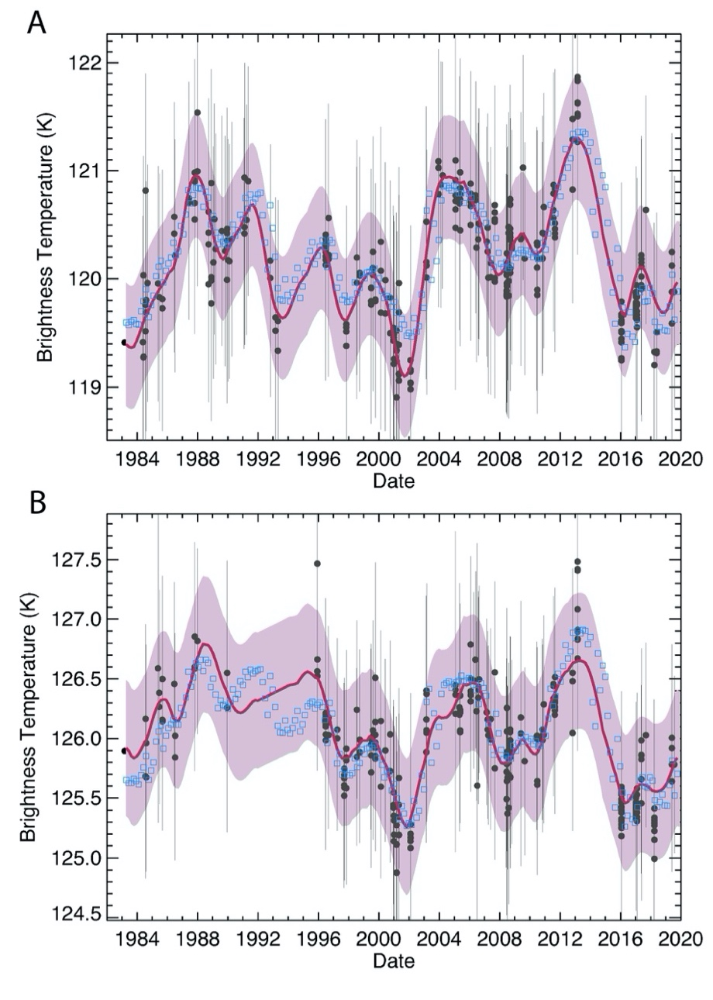 A
Brightness Temperature (K)
122
121
120
119
1984 1988 1992 1996 2000 2004 2008 2012 2016 2020
Date
B
Brightness Temperature (K)
127.5
127.0
126.5
126.0
125.5
125.0
124.5
1984 1988 1992 1996 2000 2004 2008 2012 2016 2020
Date